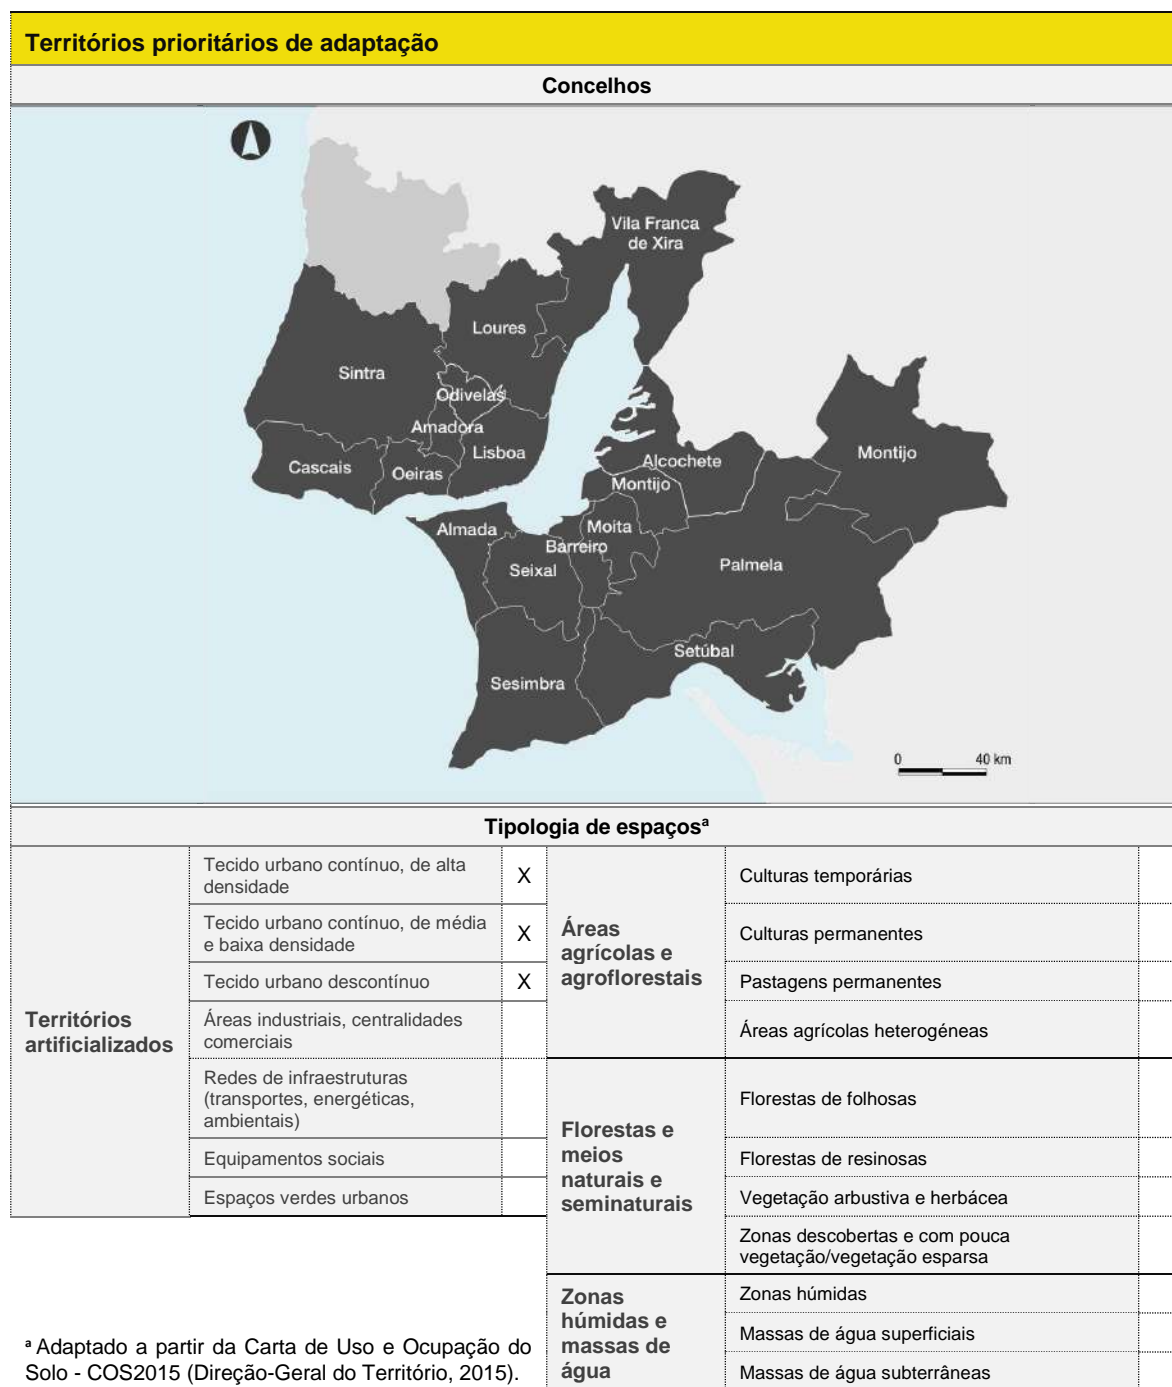 Territórios prioritários de adaptação
Concelhos
Vila Franca
de Xira
Loures
Sintra
Odivelas
Amadora
Lisboa
Cascais
Oeiras
Alcochete
Montijo
Montijo
Almada
Moita
Barreiro
Seixal
Palmela
Setúbal
Sesimbra
0 40 km
Tipologia de espaçosª
Territórios
artificializados
Tecido urbano contínuo, de alta
densidade
X
Tecido urbano contínuo, de média
e baixa densidade
X
Tecido urbano descontínuo
X
Áreas industriais, centralidades
comerciais
Redes de infraestruturas
(transportes, energéticas,
ambientais)
Equipamentos sociais
Espaços verdes urbanos
Áreas
agrícolas e
agroflorestais
Culturas temporárias
Culturas permanentes
Pastagens permanentes
Áreas agrícolas heterogéneas
Florestas e
meios
naturais e
seminaturais
Florestas de folhosas
Florestas de resinosas
Vegetação arbustiva e herbácea
Zonas descobertas e com pouca
vegetação/vegetação esparsa
Zonas
húmidas e
massas de
água
Zonas húmidas
Massas de água superficiais
Massas de água subterrâneas
ª Adaptado a partir da Carta de Uso e Ocupação do
Solo - COS2015 (Direção-Geral do Território, 2015).